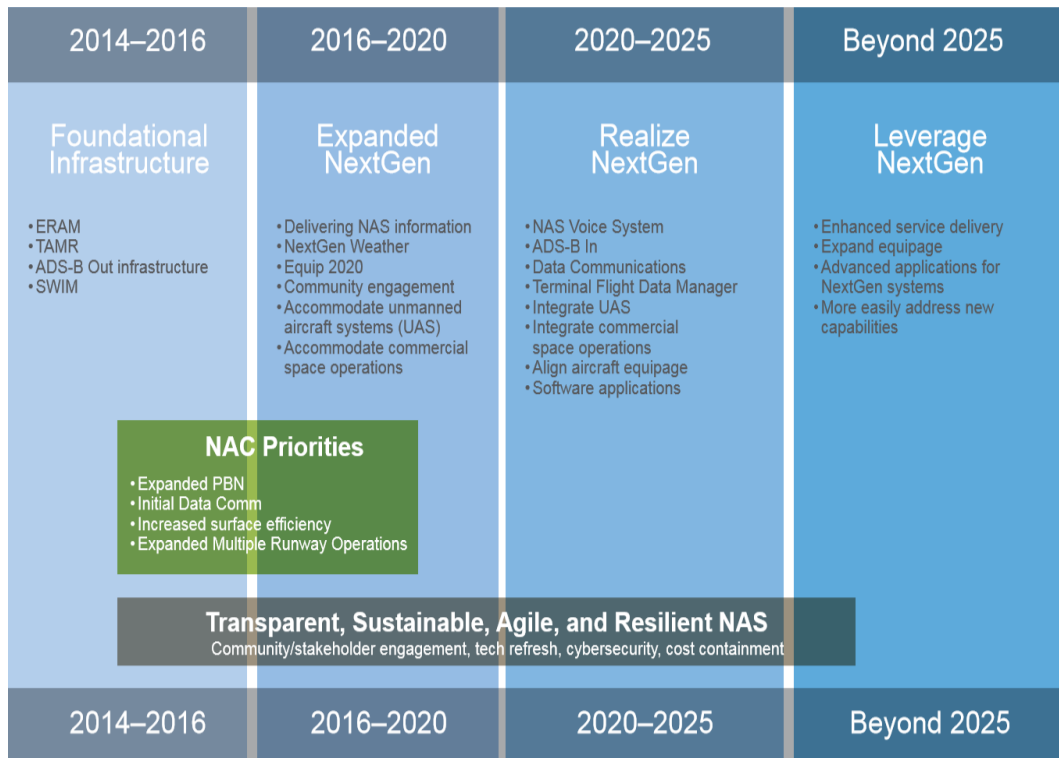 2014–2016
2016–2020
2020–2025
Beyond 2025
Foundational
Infrastructure
• ERAM
• TAMR
• ADS-B Out infrastructure
• SWIM
Expanded
NextGen
• Delivering NAS information
• NextGen Weather
• Equip 2020
• Community engagement
• Accommodate unmanned
aircraft systems (UAS)
• Accommodate commercial
space operations
Realize
NextGen
• NAS Voice System
• ADS-B In
• Data Communications
• Terminal Flight Data Manager
• Integrate UAS
• Integrate commercial
space operations
• Align aircraft equipage
• Software applications
Leverage
NextGen
• Enhanced service delivery
• Expand equipage
• Advanced applications for
NextGen systems
• More easily address new
capabilities
NAC Priorities
• Expanded PBN
• Initial Data Comm
• Increased surface efficiency
• Expanded Multiple Runway Operations
Transparent, Sustainable, Agile, and Resilient NAS
Community/stakeholder engagement, tech refresh, cybersecurity, cost containment
2014–2016
2016–2020
2020–2025
Beyond 2025